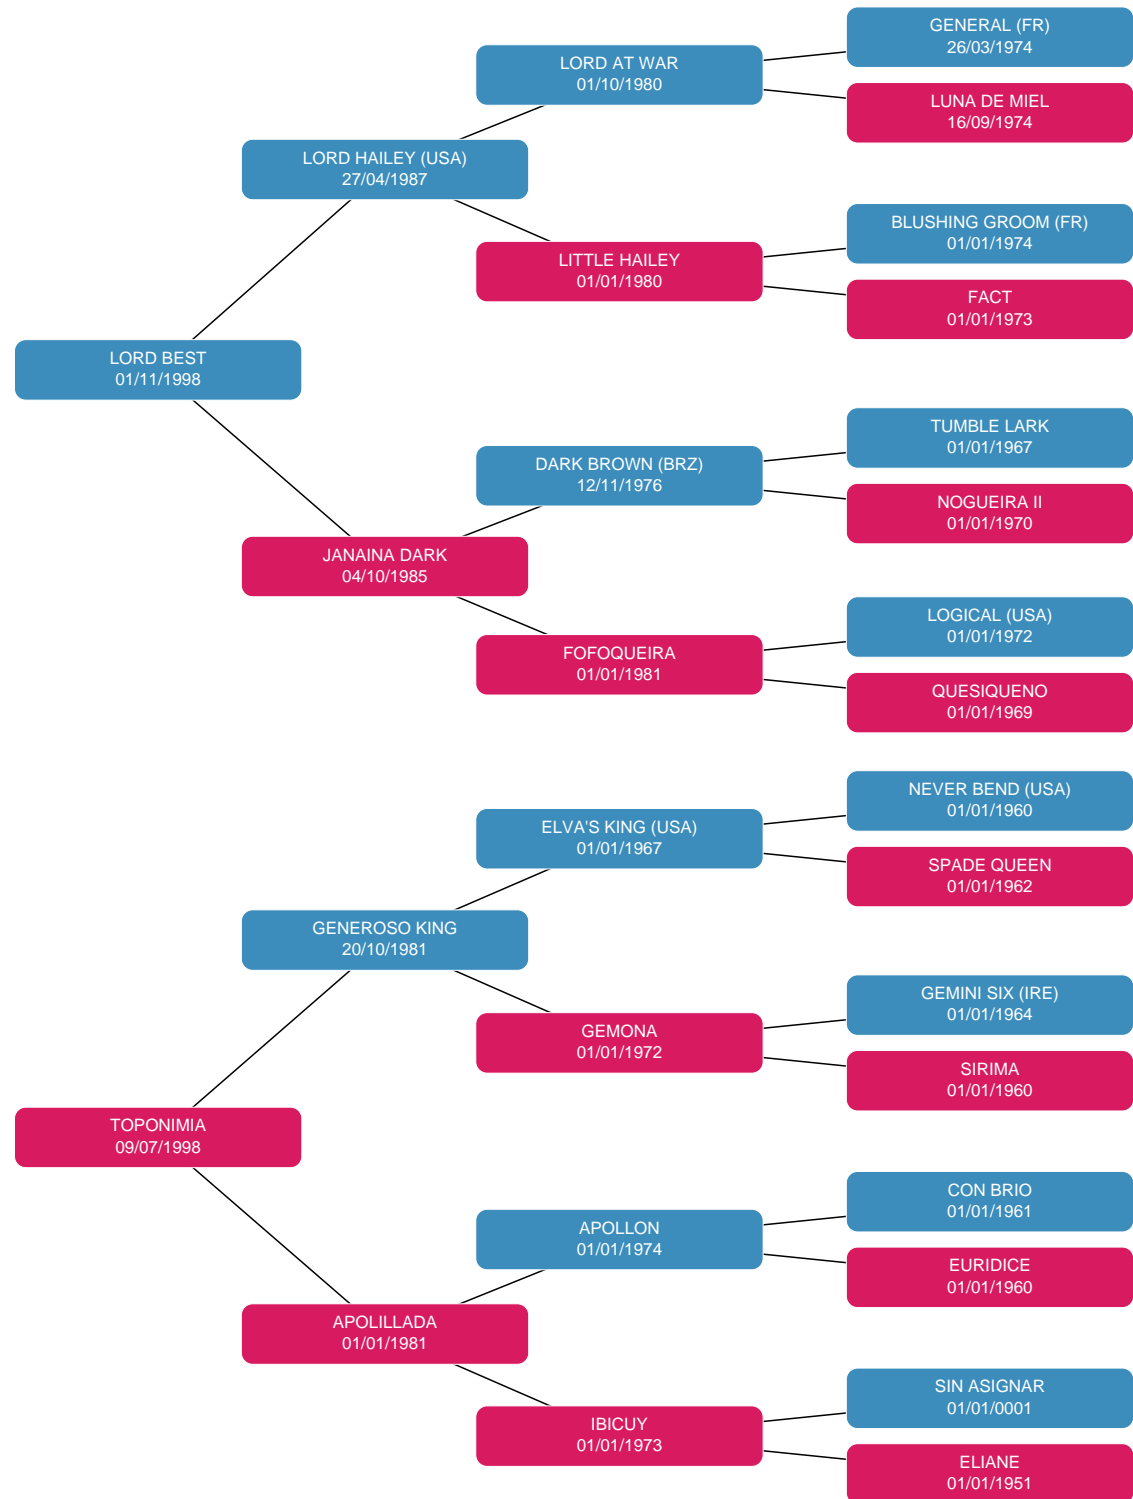 GENERAL (FR)
26/03/1974
LORD AT WAR
01/10/1980
LUNA DE MIEL
16/09/1974
LORD HAILEY (USA)
27/04/1987
BLUSHING GROOM (FR)
01/01/1974
LITTLE HAILEY
01/01/1980
FACT
01/01/1973
LORD BEST
01/11/1998
TUMBLE LARK
01/01/1967
DARK BROWN (BRZ)
12/11/1976
NOGUEIRA II
01/01/1970
JANAINA DARK
04/10/1985
LOGICAL (USA)
01/01/1972
FOFOQUEIRA
01/01/1981
QUESIQUENO
01/01/1969
NEVER BEND (USA)
01/01/1960
ELVA'S KING (USA)
01/01/1967
SPADE QUEEN
01/01/1962
GENEROSO KING
20/10/1981
GEMINI SIX (IRE)
01/01/1964
GEMONA
01/01/1972
SIRIMA
01/01/1960
TOPONIMIA
09/07/1998
CON BRIO
01/01/1961
APOLLON
01/01/1974
EURIDICE
01/01/1960
APOLILLADA
01/01/1981
SIN ASIGNAR
01/01/0001
IBICUY
01/01/1973
ELIANE
01/01/1951